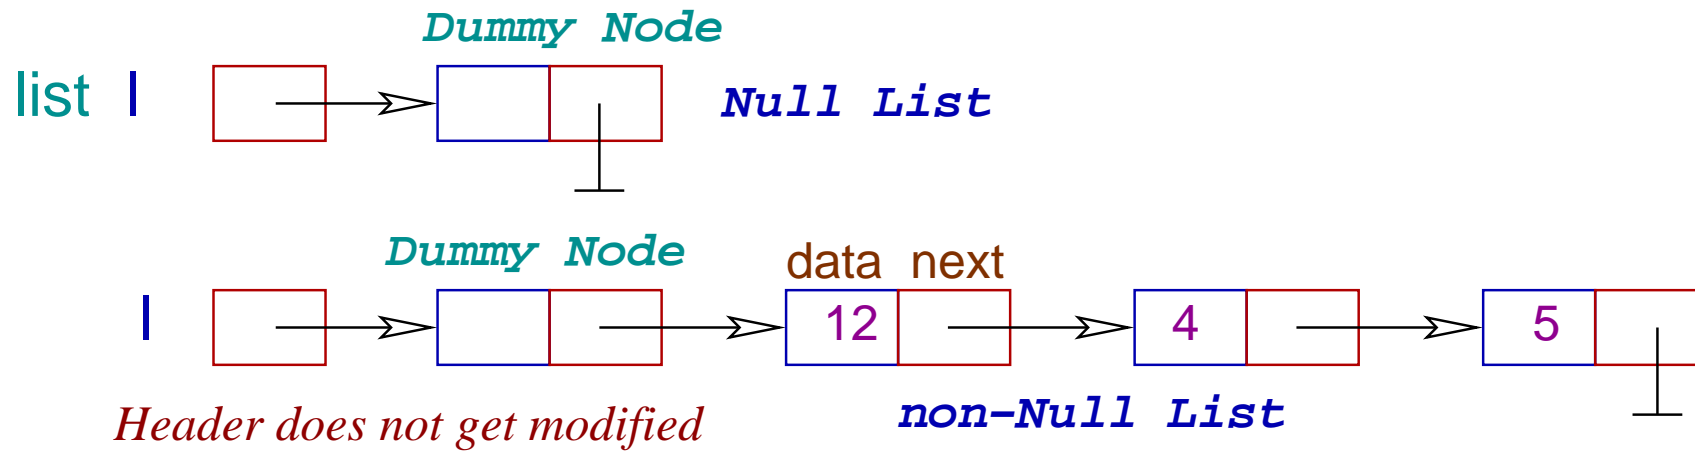 Dummy Node
list l
Null List
Dummy Node
data next
l
12
4
5
Header does not get modified
non-Null List